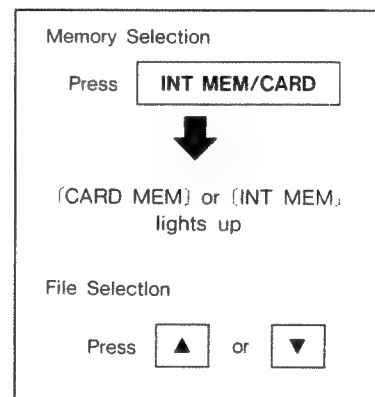 Memory Selection
Press INT MEM/CARD
[CARD MEM] or [INT MEM]
lights up
File Selection
Press ▲ or ▼